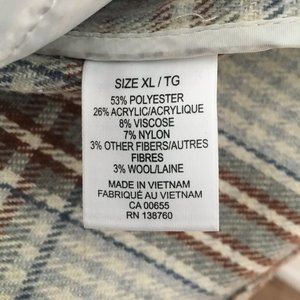 SIZE XL / TG
53% POLYESTER
26% ACRYLIC/ACRYLIQUE
8% VISCOSE
7% NYLON
3% OTHER FIBERS/AUTRES
FIBRES
3% WOOL/LAINE
MADE IN VIETNAM
FABRIQUÉ AU VIETNAM
CA 00655
RN 138760